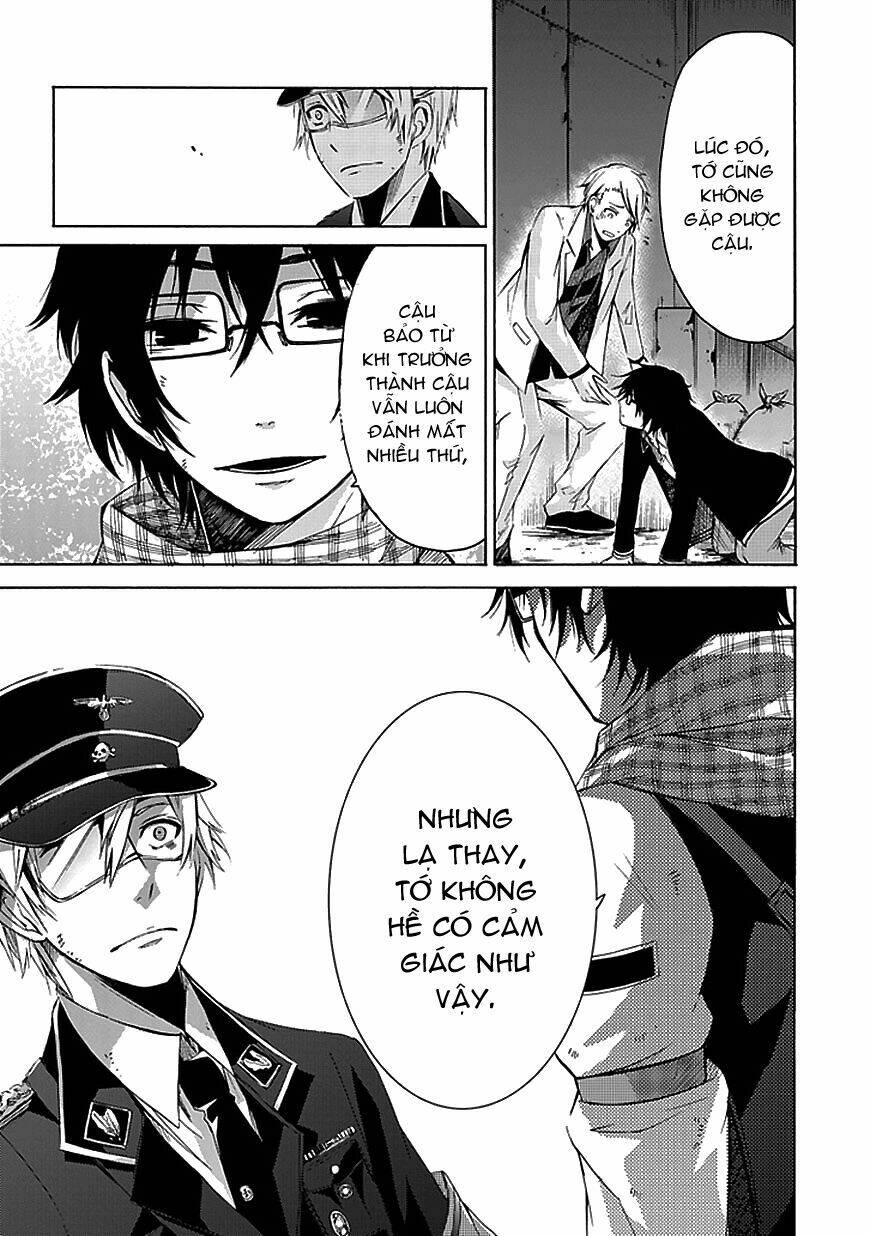 LÚC ĐÓ,
TỚ CŨNG
KHÔNG
GẶP ĐƯỢC
CẬU.
CẬU
BẢO TỪ
KHI TRƯỞNG
THÀNH CẬU
VẪN LUÔN
ĐÁNH MẤT
NHIỀU THỨ,
NHƯNG
LẠ THAY,
TỚ KHÔNG
HỀ CÓ CẢM
GIÁC NHƯ
VẬY.